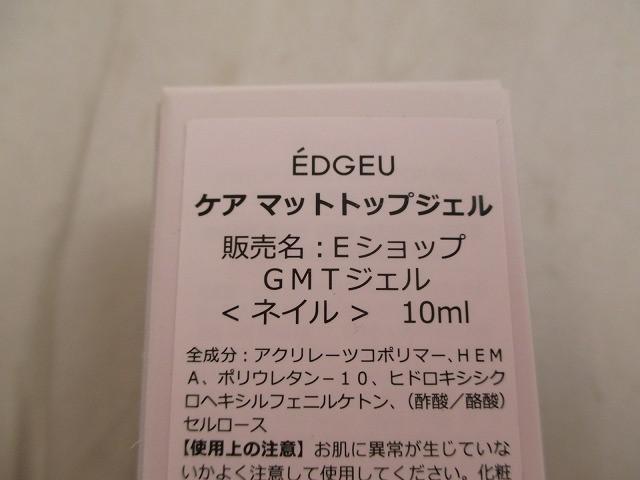 ÉDGEU
ケア マットトップジェル
販売名：Eショップ
GMTジェル
< ネイル >　10ml
全成分：アクリレーツコポリマー、HEM
A、ポリウレタン－10、ヒドロキシシク
ロヘキシルフェニルケトン、（酢酸／酪酸）
セルロース
【使用上の注意】お肌に異常が生じていな
いかよく注意して使用してください。化粧